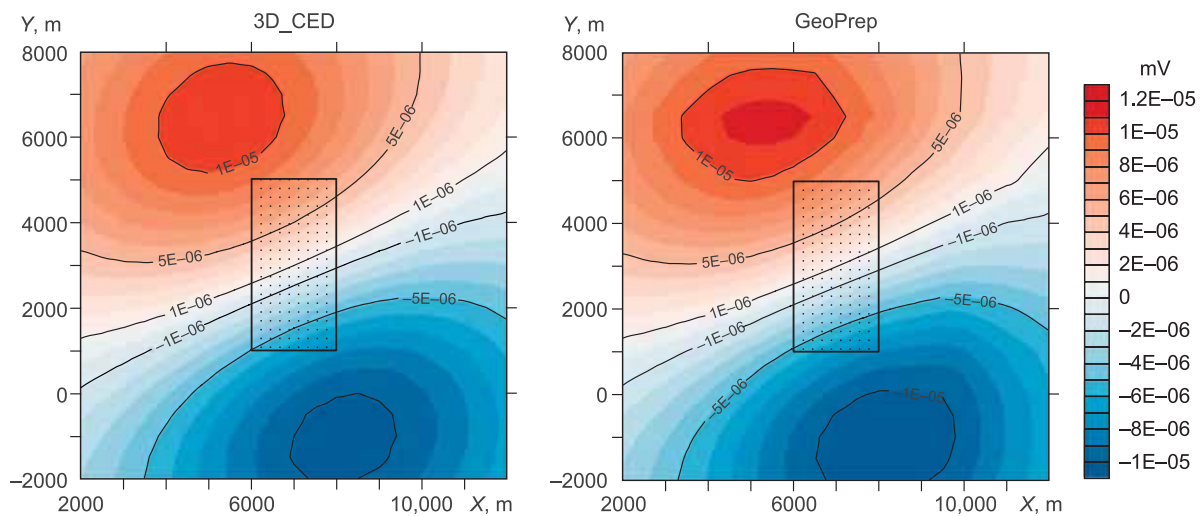 3D_CED
Y, m
8000
6000
4000
2000
0
–2000
2000
6000
10,000
X, m
1E–05
5E–06
5E–06
1E–06
–1E–06
1E–06
–1E–06
–5E–06
GeoPrep
Y, m
8000
6000
4000
2000
0
–2000
2000
6000
10,000
X, m
1E–05
5E–06
5E–06
1E–06
–1E–06
1E–06
–1E–06
–5E–06
–5E–06
–1E–05
mV
1.2E–05
1E–05
8E–06
6E–06
4E–06
2E–06
0
–2E–06
–4E–06
–6E–06
–8E–06
–1E–05